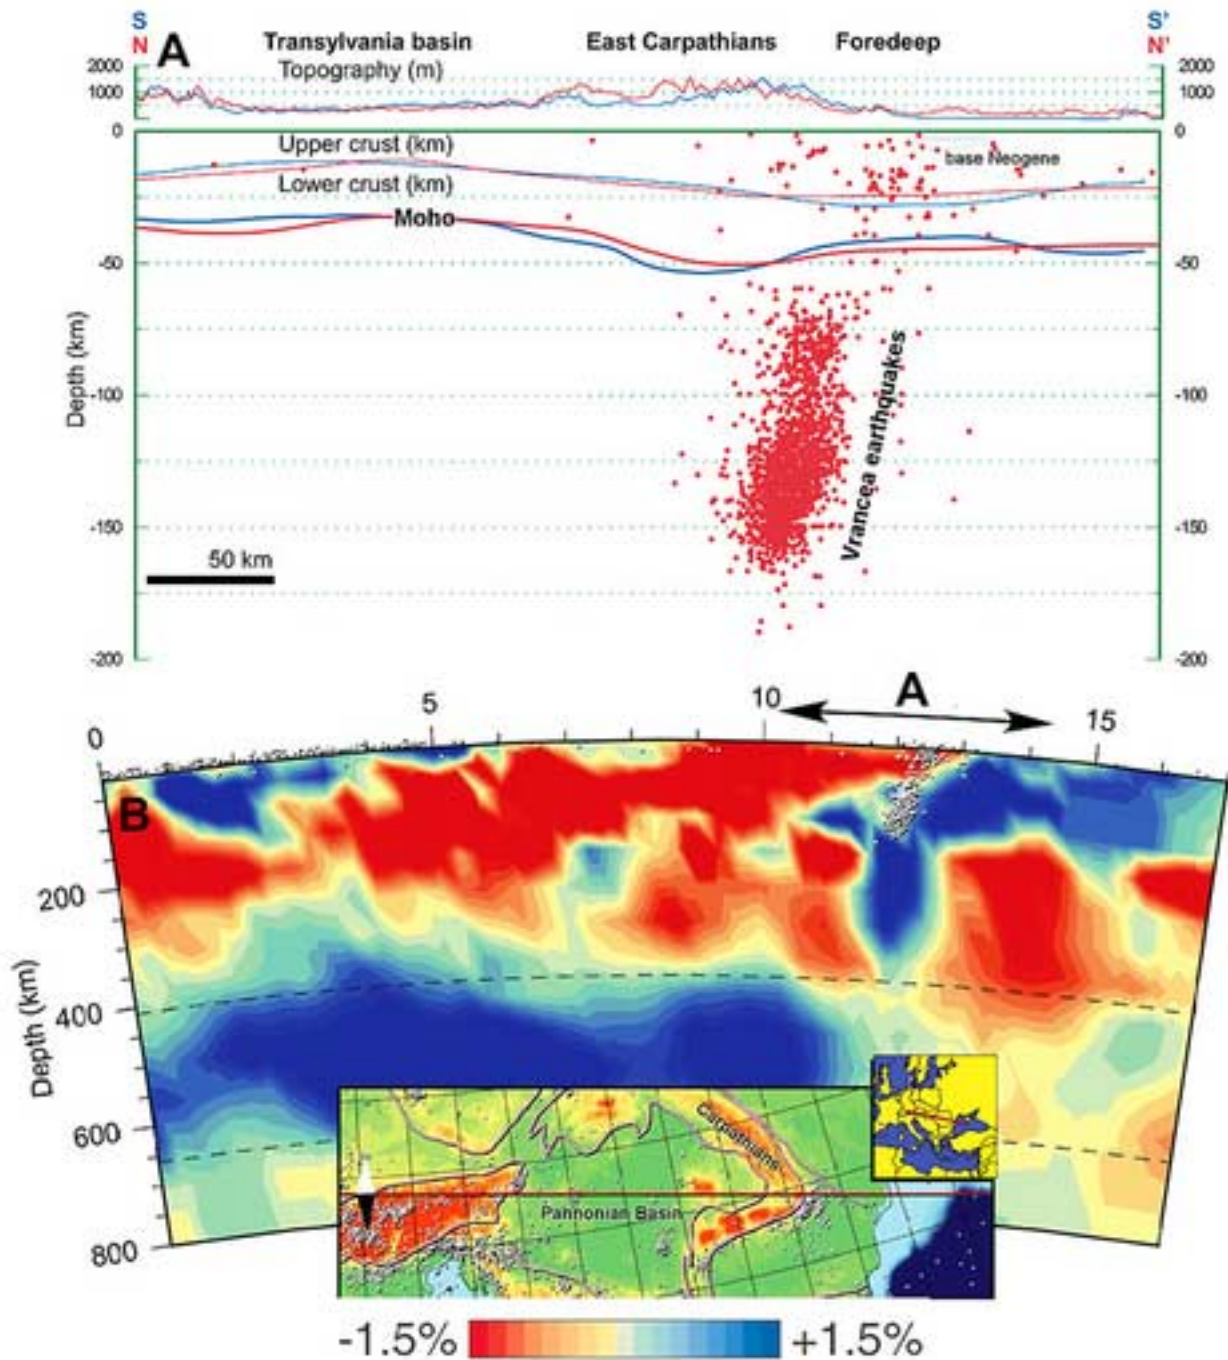 S S'
N A N'
Transylvania basin East Carpathians Foredeep
2000 Topography (m) 2000
1000 1000
0 0
Upper crust (km)
base Neogene
Lower crust (km)
Moho
-50 -50
Depth (km)
-100 -100
Vrancea earthquakes
-150 -150
50 km
-200 -200
5 10 A 15
0
B
200
Depth (km)
400
600
800
Carpathians
Pannonian Basin
-1.5% +1.5%